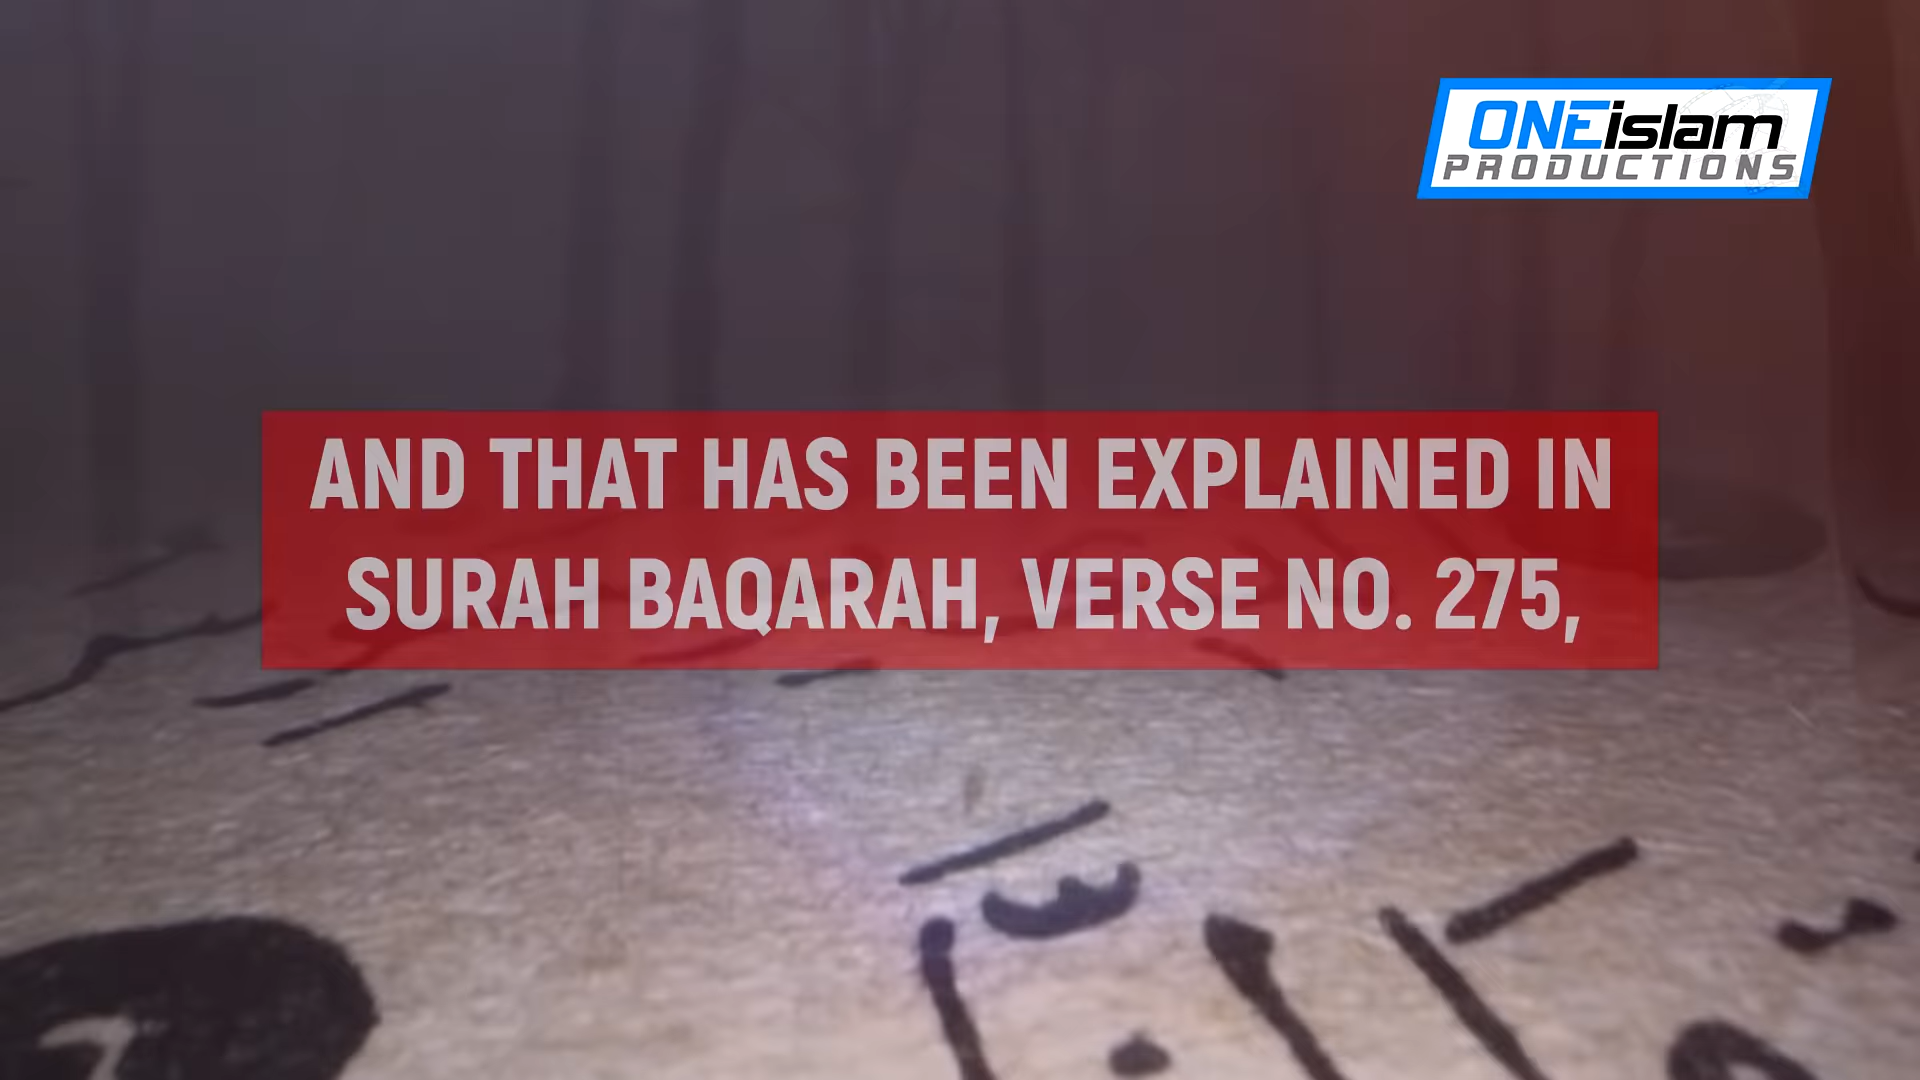 ONEislam
PRODUCTIONS
AND THAT HAS BEEN EXPLAINED IN
SURAH BAQARAH, VERSE NO. 275,